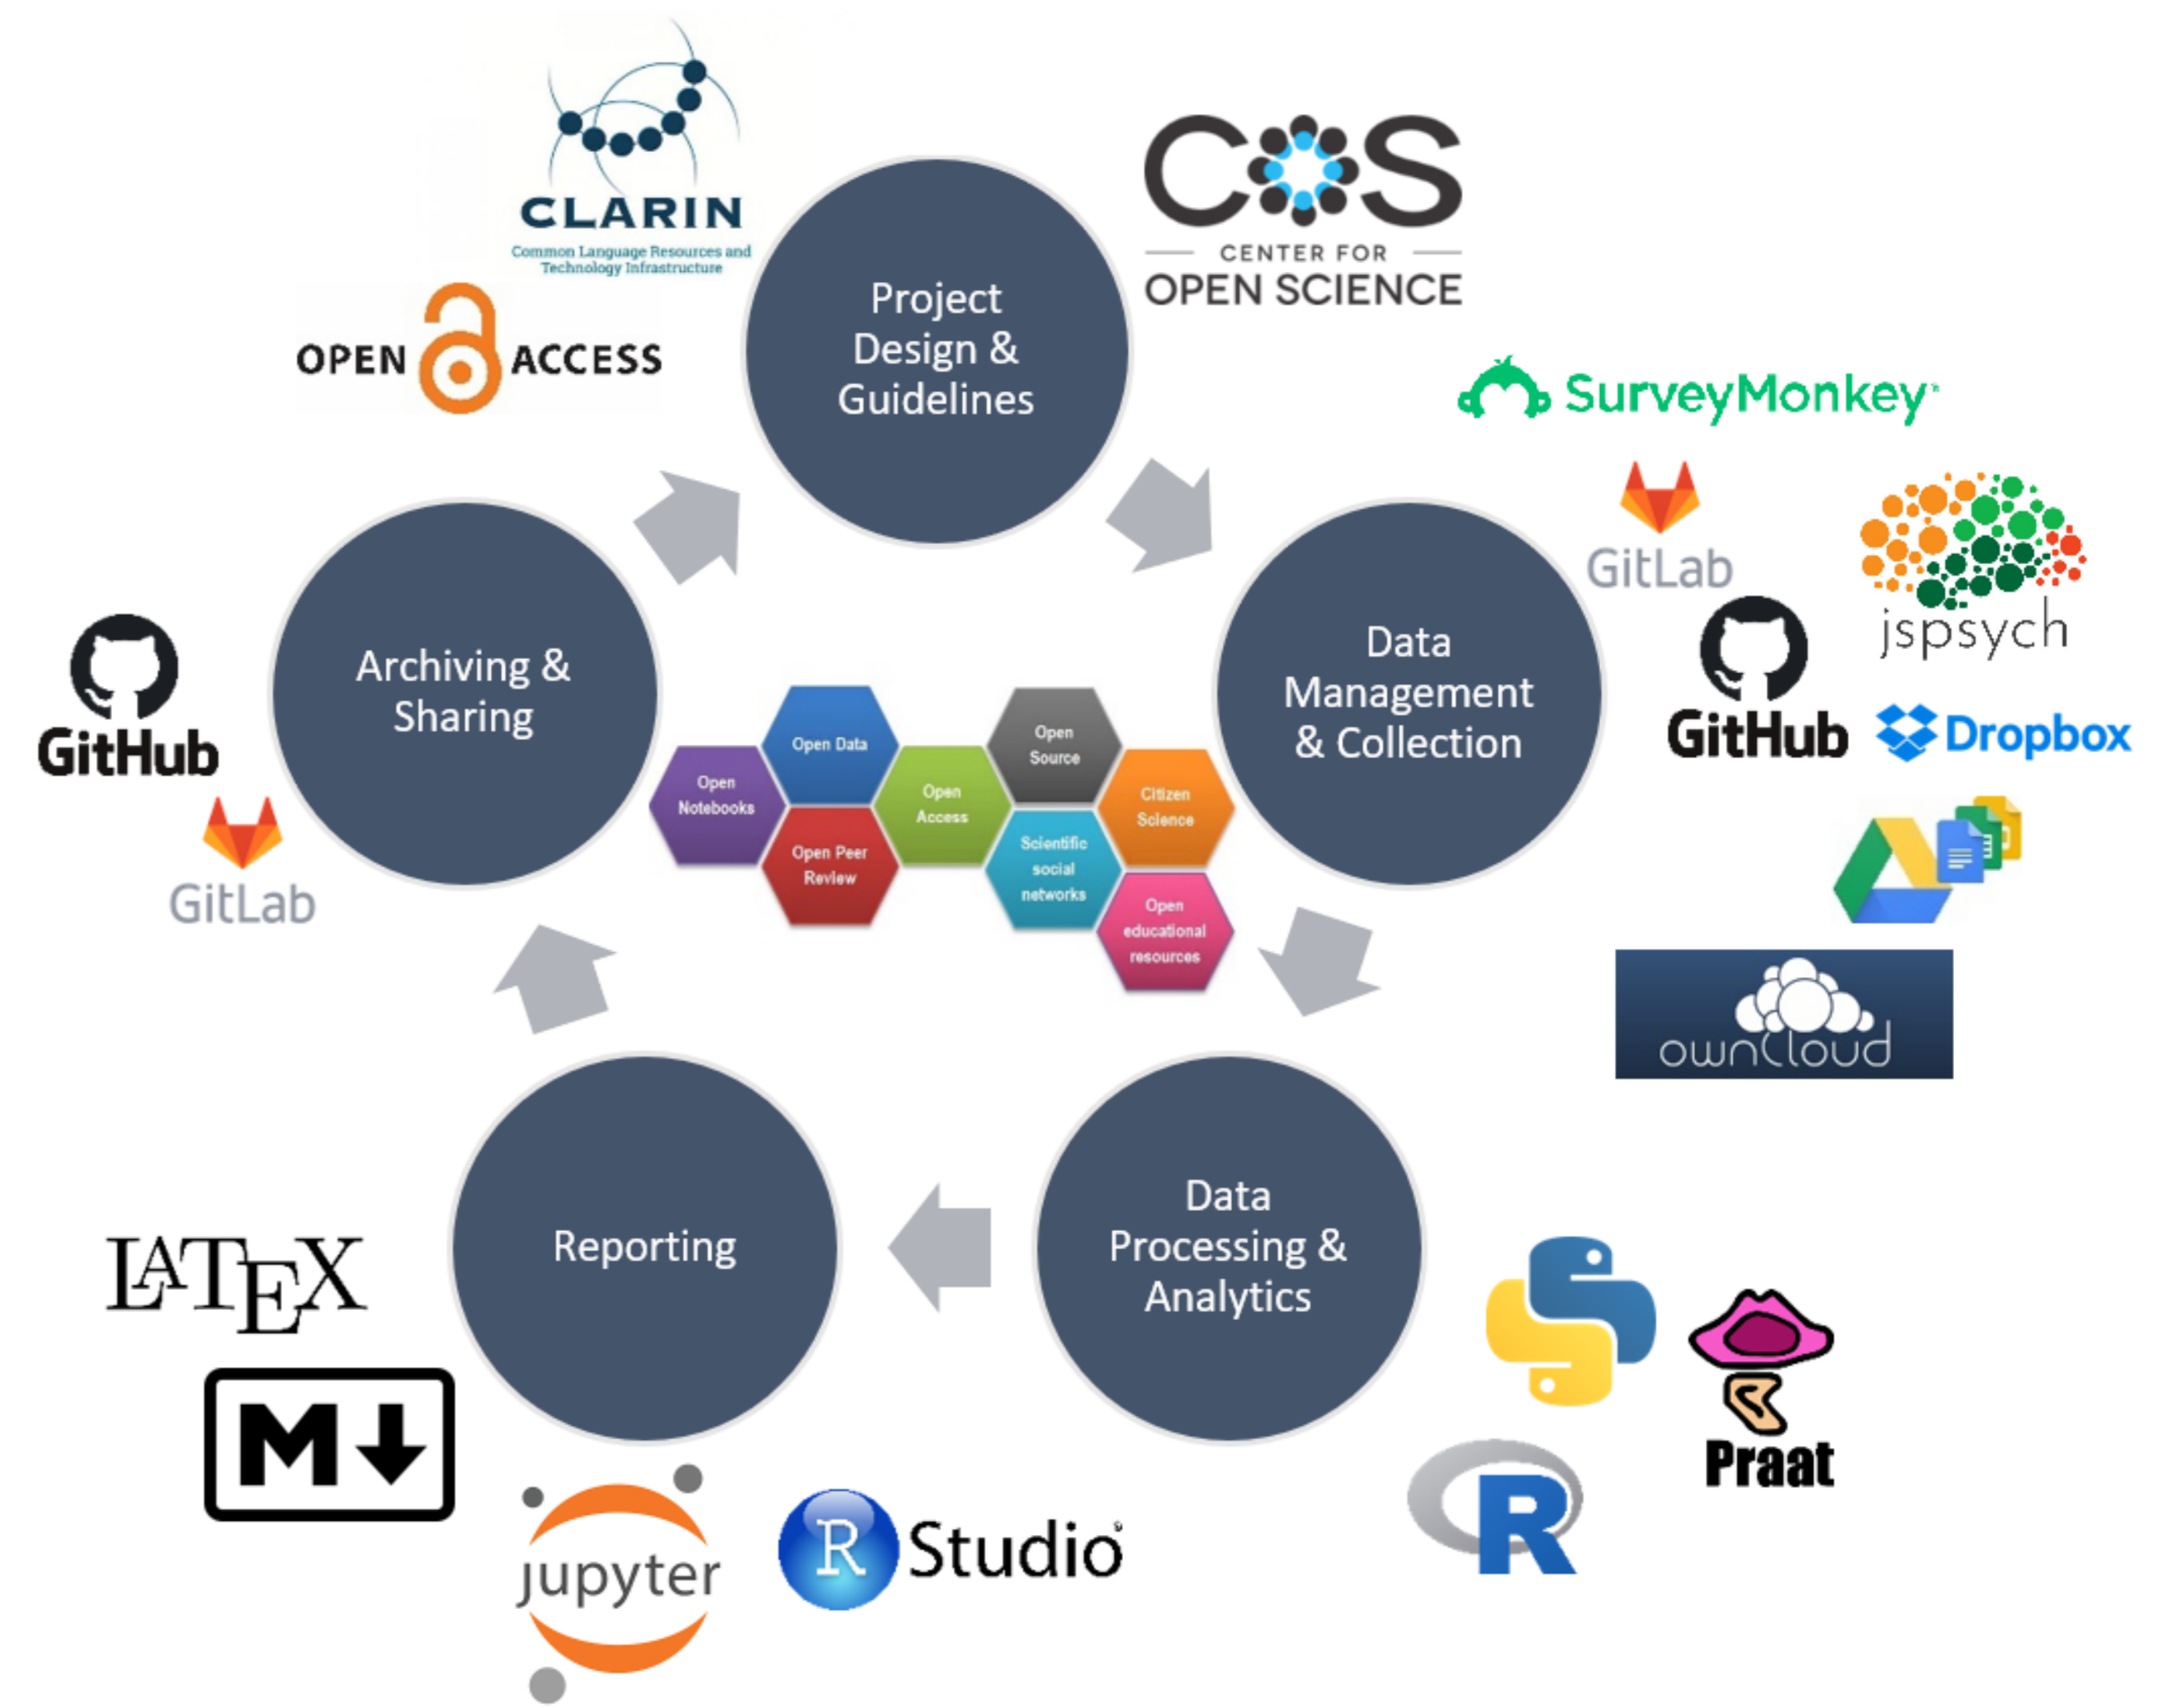 CLARIN
Common Language Resources and
Technology Infrastructure
COS
CENTER FOR
OPEN SCIENCE
OPEN ACCESS
Project
Design &
Guidelines
SurveyMonkey
GitLab
jspsych
GitHub
Dropbox
ownCloud
Data
Management
& Collection
Archiving &
Sharing
GitHub
GitLab
Open
Notebooks
Open Data
Open Peer
Review
Open
Access
Open
Source
Scientific
social
networks
Citizen
Science
Open
educational
resources
Data
Processing &
Analytics
Praat
R
Reporting
LATEX
M
jupyter
R Studio